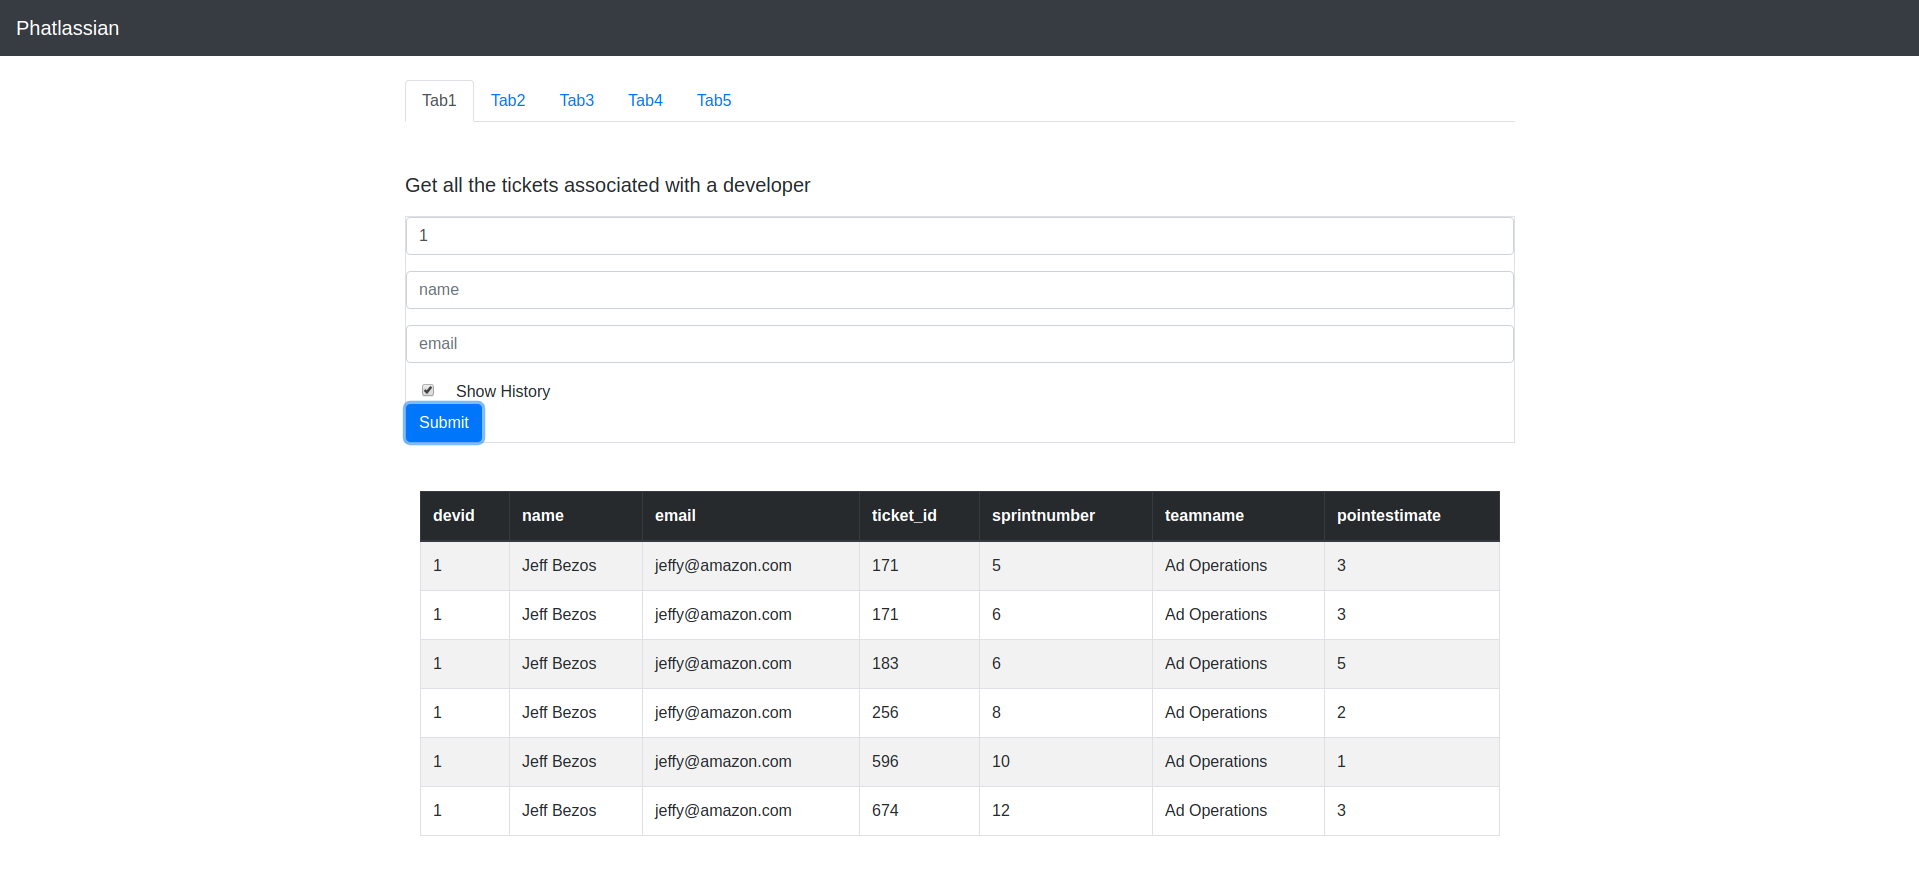 Phatlassian
Tab1 Tab2 Tab3 Tab4 Tab5
Get all the tickets associated with a developer
1
name
email
Show History
Submit
devid name email ticket_id sprintnumber teamname pointestimate
1 Jeff Bezos jeffy@amazon.com 171 5 Ad Operations 3
1 Jeff Bezos jeffy@amazon.com 171 6 Ad Operations 3
1 Jeff Bezos jeffy@amazon.com 183 6 Ad Operations 5
1 Jeff Bezos jeffy@amazon.com 256 8 Ad Operations 2
1 Jeff Bezos jeffy@amazon.com 596 10 Ad Operations 1
1 Jeff Bezos jeffy@amazon.com 674 12 Ad Operations 3